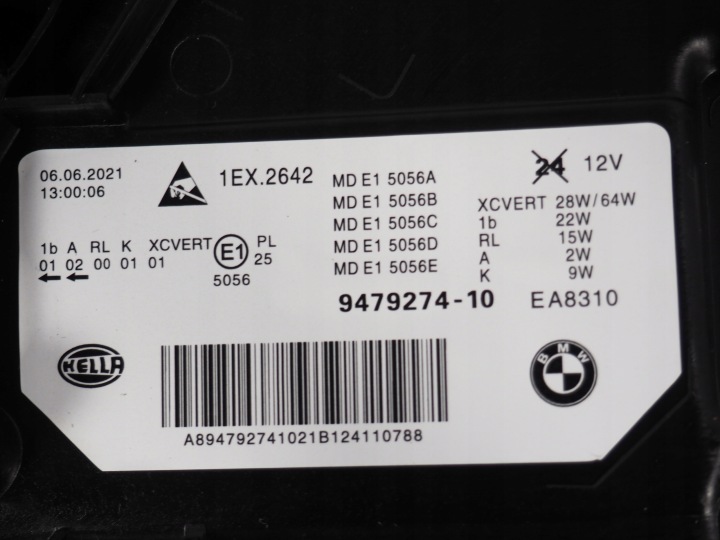 06.06.2021
13:00:06
1EX.2642
MD E1 5056A
MD E1 5056B
MD E1 5056C
MD E1 5056D
MD E1 5056E
24 12V
XCVERT 28W/64W
1b 22W
RL 15W
A 2W
K 9W
1b A RL K XCVERT
01 02 00 01 01
E1
5056
PL
25
9479274-10 EA8310
HELLA
BMW
A894792741021B124110788